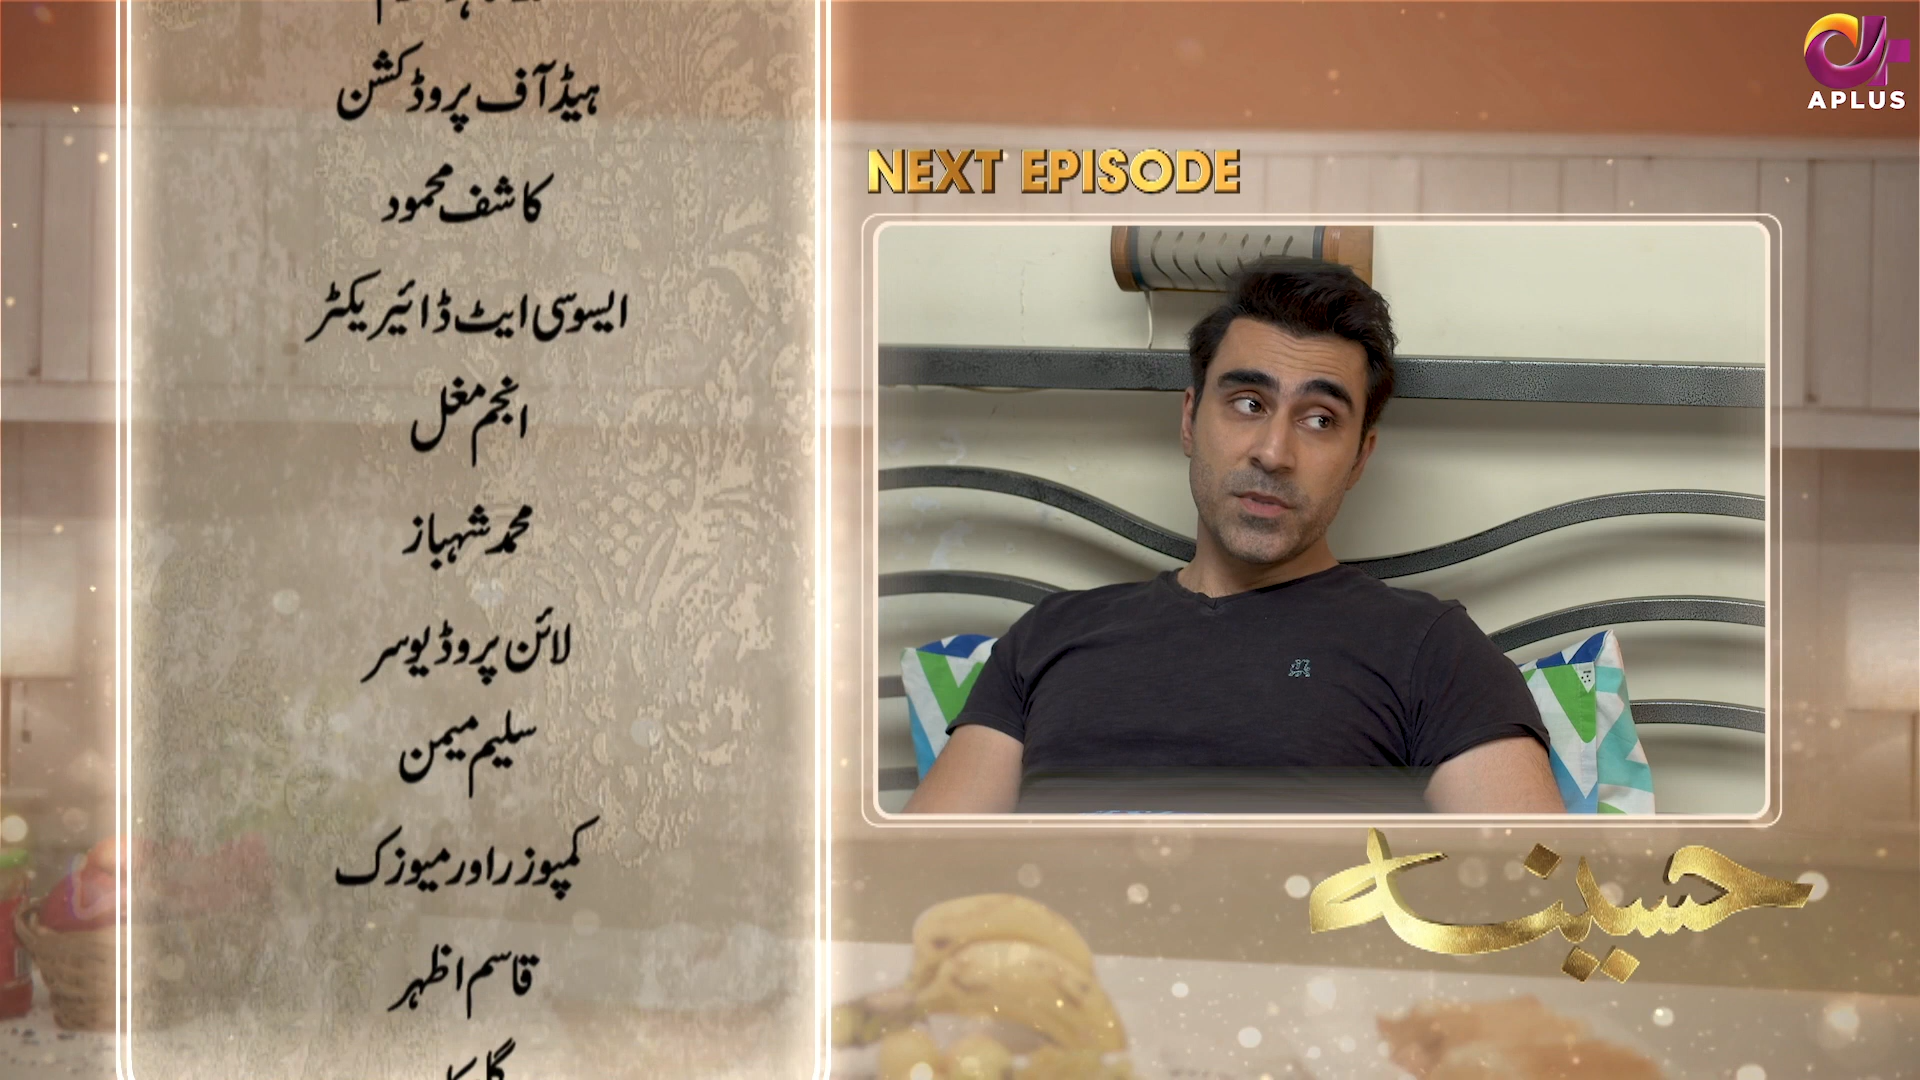 ہیڈ آف پروڈکشن
کاشف محمود
ایسوسی ایٹ ڈائیریکٹر
انجم مغل
محمد شہباز
لائن پروڈیوسر
سلیم میمن
کمپوزر اور میوزک
قاسم اظہر
APLUS
NEXT EPISODE
حسینہ